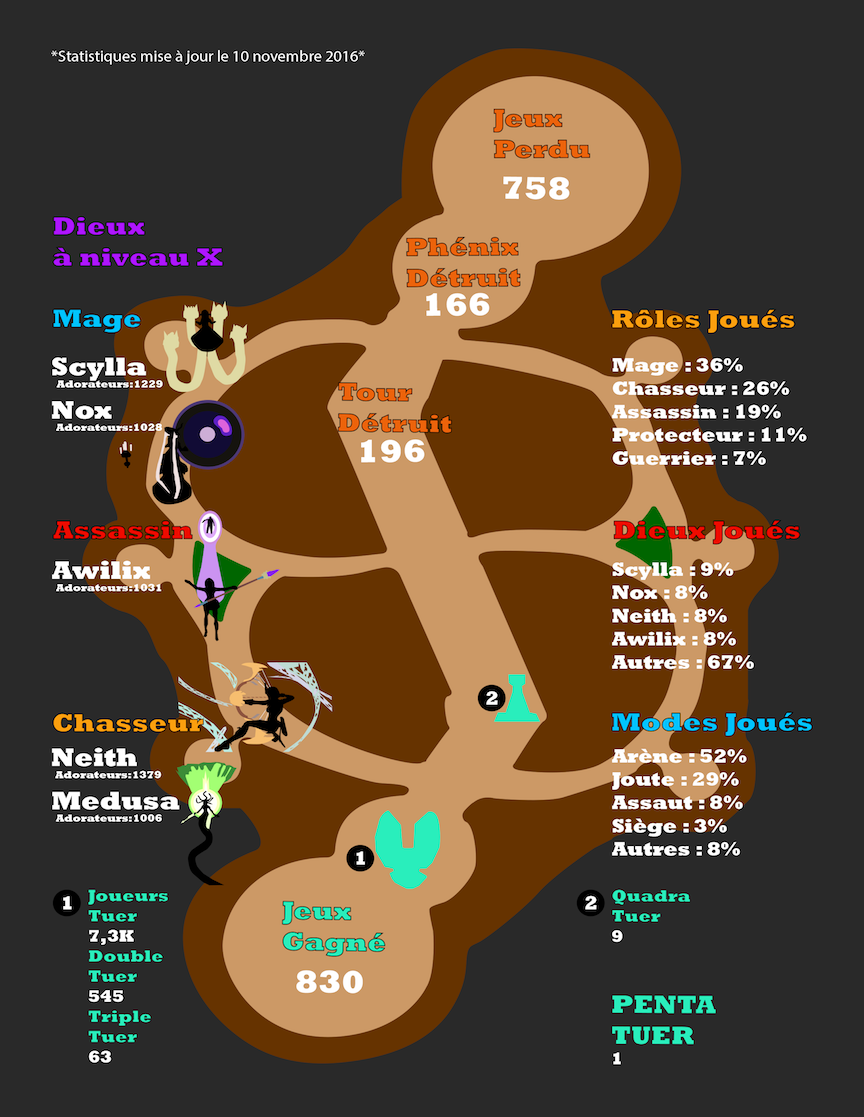 *Statistiques mise à jour le 10 novembre 2016*
Jeux
Perdu
758
Phénix
Détruit
166
Tour
Détruit
196
Dieux
à niveau X
Mage
Scylla
Adorateurs:1229
Nox
Adorateurs:1028
Assassin
Awilix
Adorateurs:1031
Chasseur
Neith
Adorateurs:1379
Medusa
Adorateurs:1006
Rôles Joués
Mage : 36%
Chasseur : 26%
Assassin : 19%
Protecteur : 11%
Guerrier : 7%
Dieux Joués
Scylla : 9%
Nox : 8%
Neith : 8%
Awilix : 8%
Autres : 67%
Modes Joués
Arène : 52%
Joute : 29%
Assaut : 8%
Siège : 3%
Autres : 8%
2
1
Jeux
Gagné
830
1
Joueurs
Tuer
7,3K
Double
Tuer
545
Triple
Tuer
63
2
Quadra
Tuer
9
PENTA
TUER
1